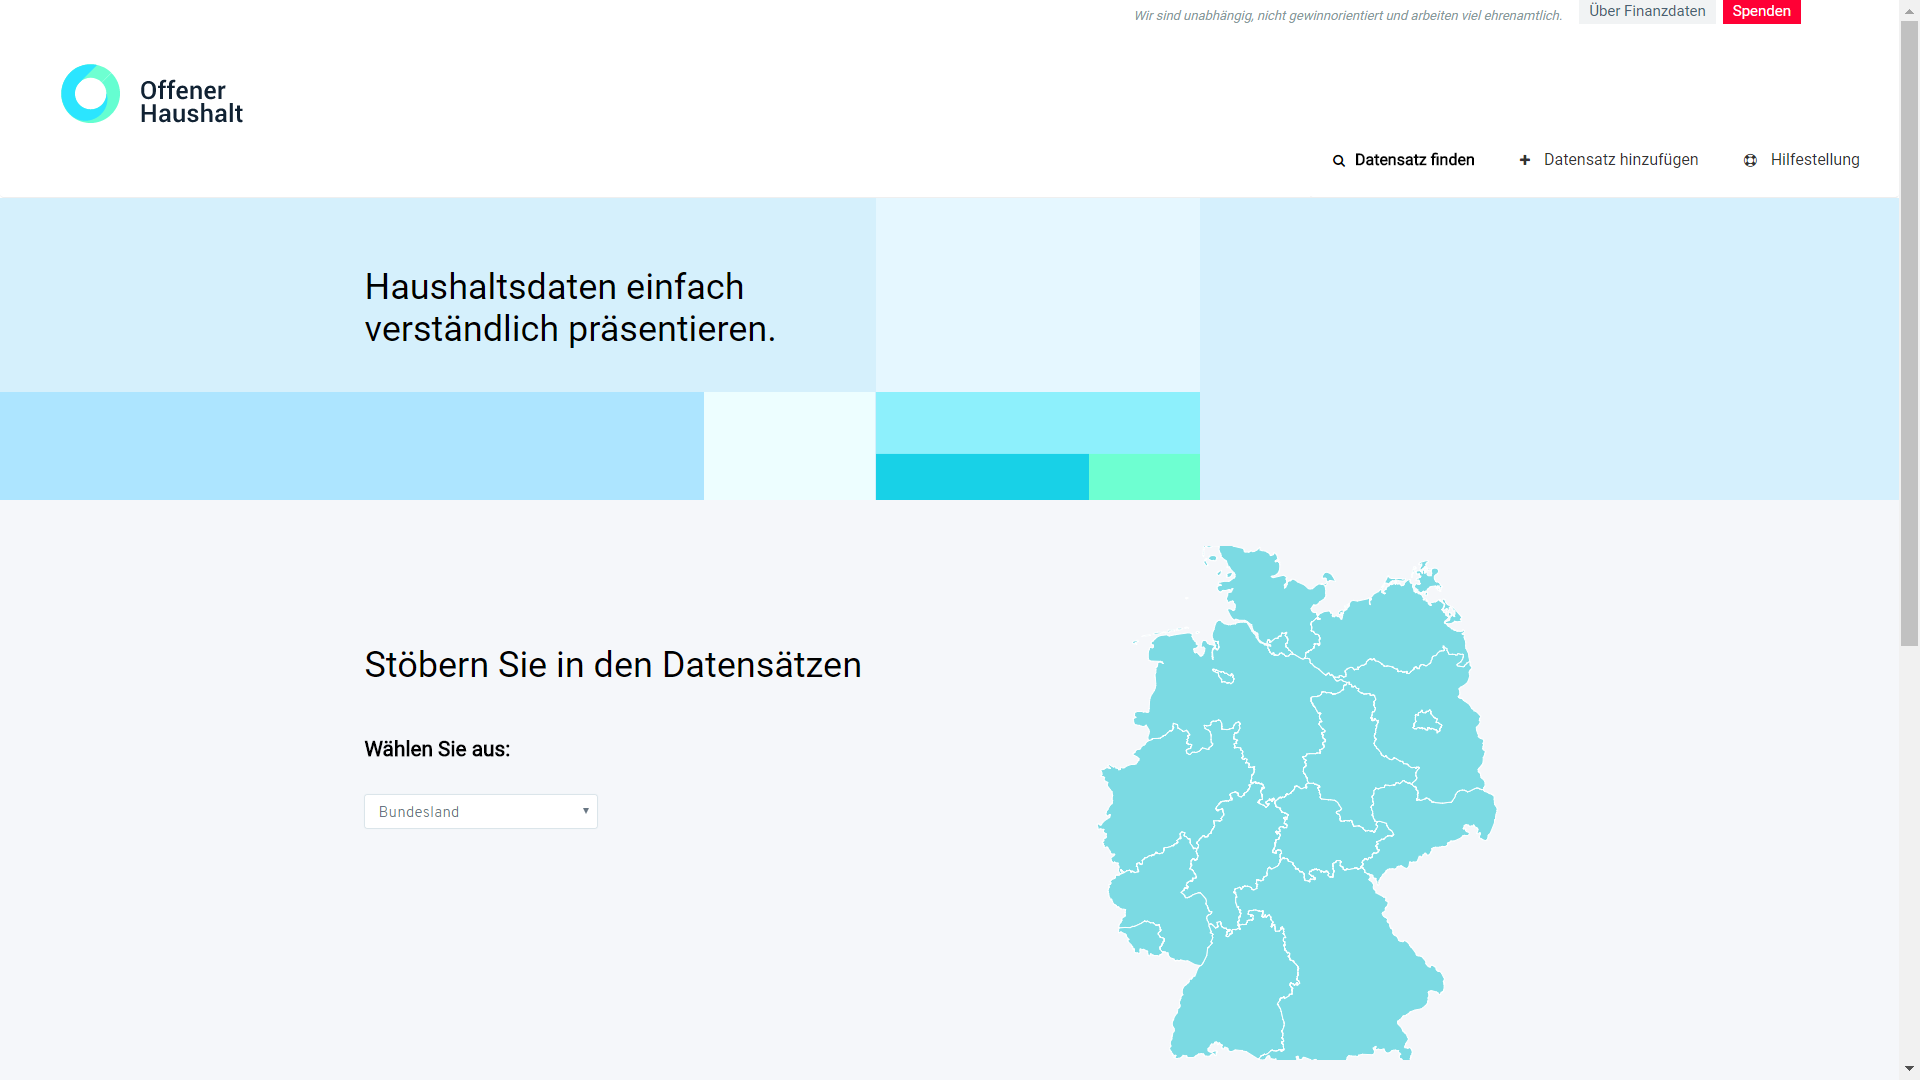 Wir sind unabhängig, nicht gewinnorientiert und arbeiten viel ehrenamtlich.
Über Finanzdaten
Spenden
Offener
Haushalt
Datensatz finden
Datensatz hinzufügen
Hilfestellung
Haushaltsdaten einfach
verständlich präsentieren.
Stöbern Sie in den Datensätzen
Wählen Sie aus:
Bundesland